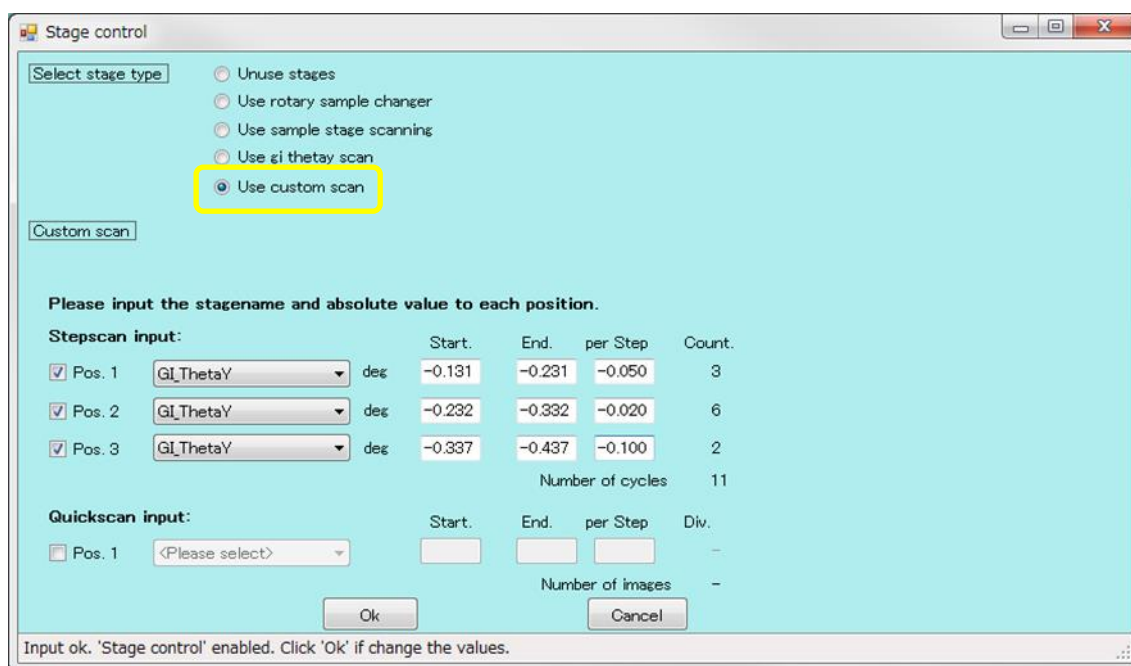 Stage control
Select stage type
Unuse stages
Use rotary sample changer
Use sample stage scanning
Use gi thetay scan
Use custom scan
Custom scan
Please input the stagename and absolute value to each position.
Stepscan input: Start. End. per Step Count.
Pos. 1 GI_ThetaY deg -0.131 -0.231 -0.050 3
Pos. 2 GI_ThetaY deg -0.232 -0.332 -0.020 6
Pos. 3 GI_ThetaY deg -0.337 -0.437 -0.100 2
Number of cycles 11
Quickscan input: Start. End. per Step Div.
Pos. 1 <Please select> -
Number of images -
Ok Cancel
Input ok. 'Stage control' enabled. Click 'Ok' if change the values.